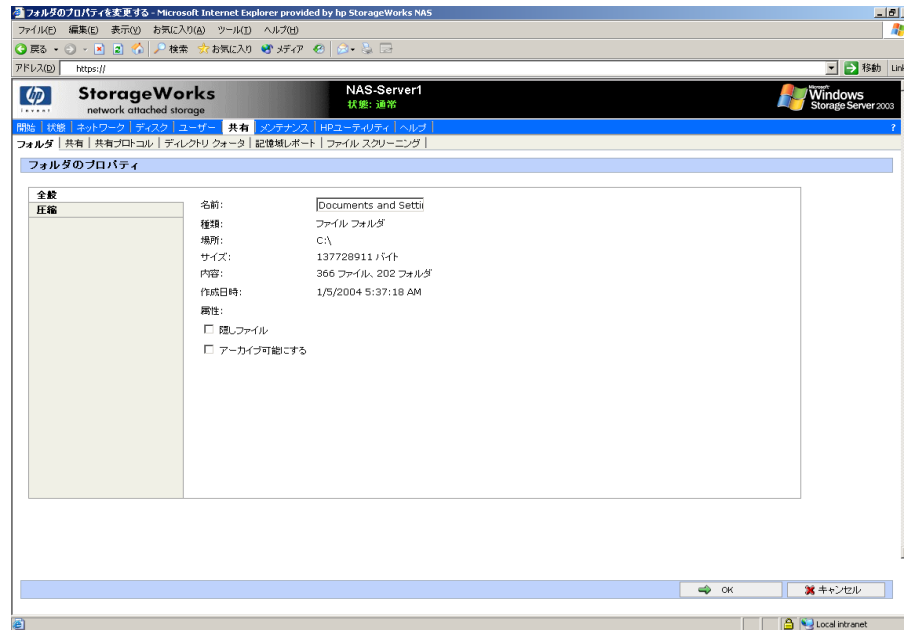 フォルダのプロパティを変更する - Microsoft Internet Explorer provided by hp StorageWorks NAS
ファイル(F) 編集(E) 表示(V) お気に入り(A) ツール(T) ヘルプ(H)
戻る 検索 お気に入り メディア
アドレス(D) https:// 移動 Link
hp invent StorageWorks network attached storage
NAS-Server1
状態: 通常
Microsoft Windows Storage Server 2003
開始 | 状態 | ネットワーク | ディスク | ユーザー | 共有 | メンテナンス | HPユーティリティ | ヘルプ | ?
フォルダ | 共有 | 共有プロトコル | ディレクトリ クォータ | 記憶域レポート | ファイル スクリーニング |
フォルダのプロパティ
全般
圧縮
名前: Documents and Settin
種類: ファイル フォルダ
場所: C:\
サイズ: 137728911 バイト
内容: 366 ファイル、202 フォルダ
作成日時: 1/5/2004 5:37:18 AM
属性:
隠しファイル
アーカイブ可能にする
OK キャンセル
Local intranet